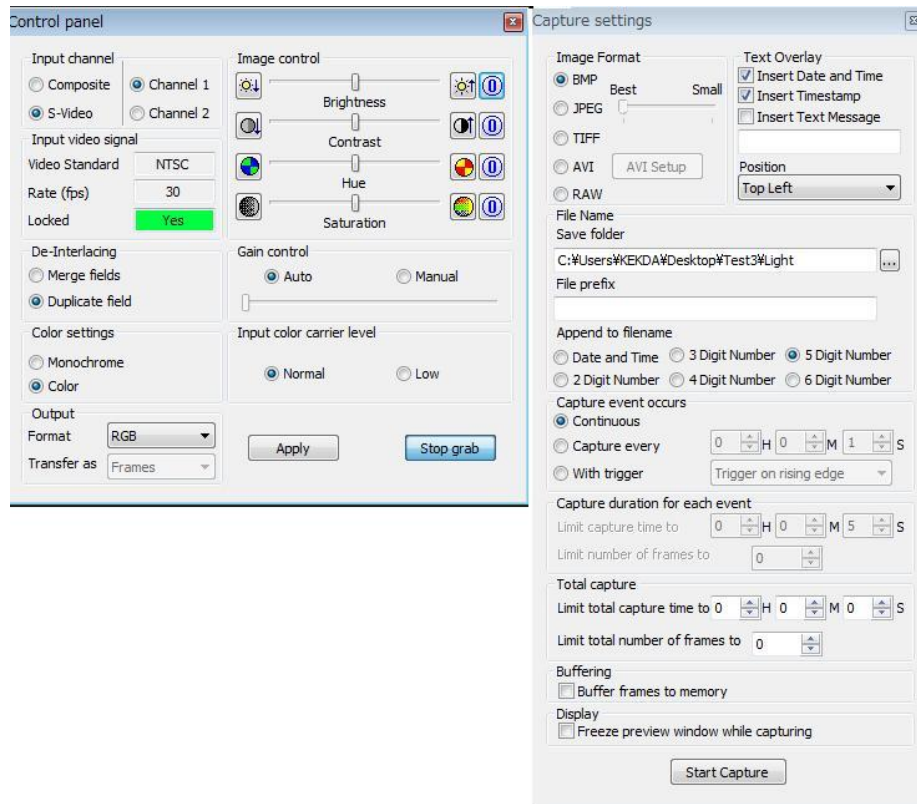 Control panel
Input channel
Composite
Channel 1
S-Video
Channel 2
Input video signal
Video Standard
NTSC
Rate (fps)
30
Locked
Yes
De-Interlacing
Merge fields
Duplicate field
Color settings
Monochrome
Color
Output
Format
RGB
Transfer as
Frames
Image control
Brightness
Contrast
Hue
Saturation
Gain control
Auto
Manual
Input color carrier level
Normal
Low
Apply
Stop grab
Capture settings
Image Format
BMP
Best
Small
JPEG
TIFF
AVI
AVI Setup
RAW
Text Overlay
Insert Date and Time
Insert Timestamp
Insert Text Message
Position
Top Left
File Name
Save folder
C:¥Users¥KEKDA¥Desktop¥Test3¥Light
...
File prefix
Append to filename
Date and Time
3 Digit Number
5 Digit Number
2 Digit Number
4 Digit Number
6 Digit Number
Capture event occurs
Continuous
Capture every
0 H 0 M 1 S
With trigger
Trigger on rising edge
Capture duration for each event
Limit capture time to 0 H 0 M 5 S
Limit number of frames to 0
Total capture
Limit total capture time to 0 H 0 M 0 S
Limit total number of frames to 0
Buffering
Buffer frames to memory
Display
Freeze preview window while capturing
Start Capture